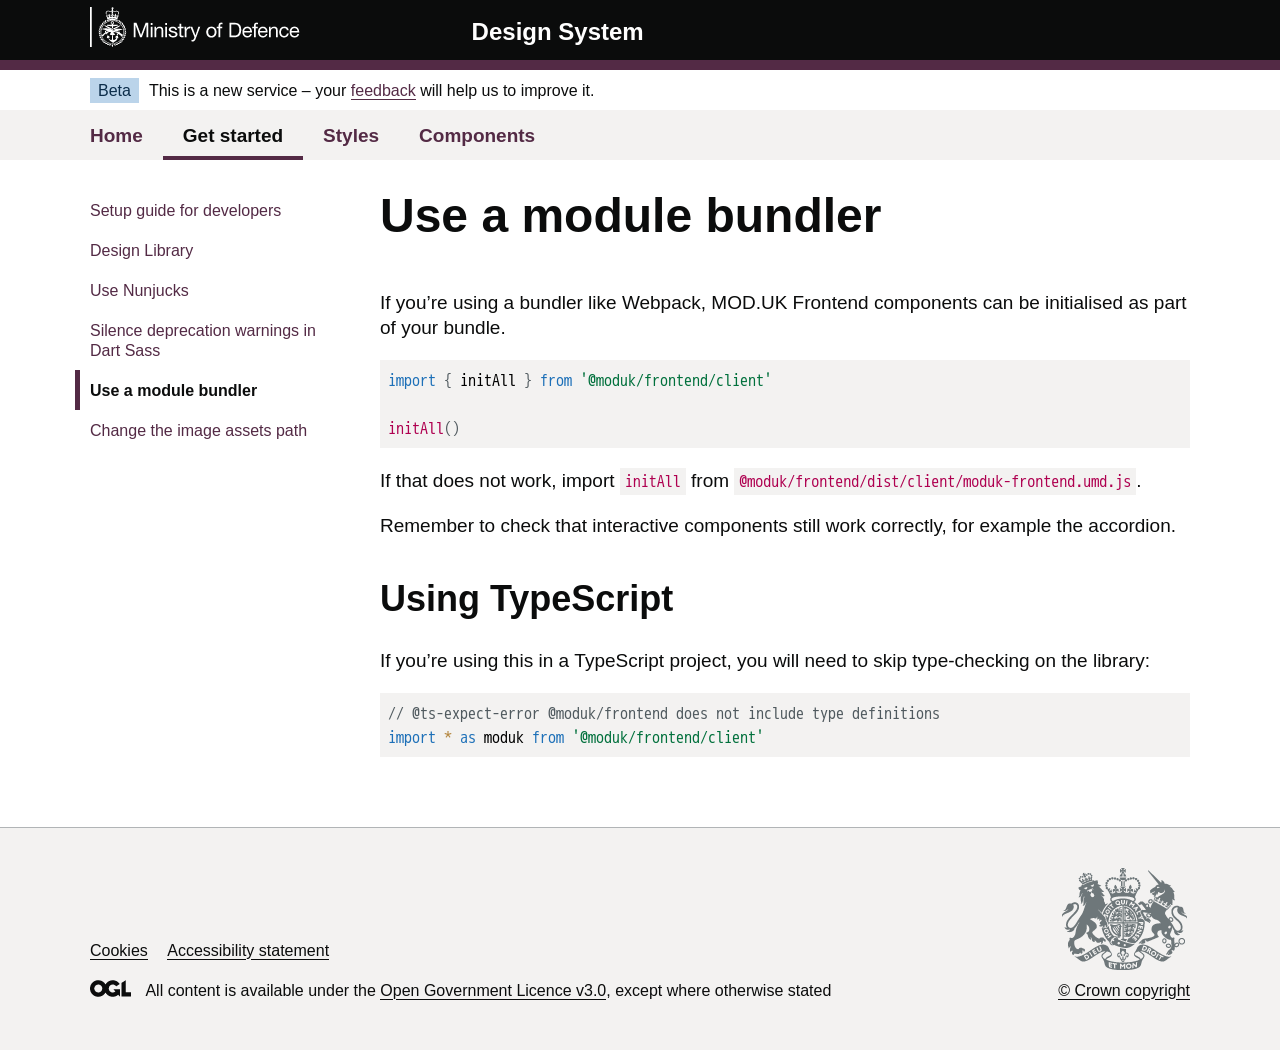 Ministry of Defence
Design System
Beta
This is a new service – your feedback will help us to improve it.
Home
Get started
Styles
Components
Setup guide for developers
Design Library
Use Nunjucks
Silence deprecation warnings in
Dart Sass
Use a module bundler
Change the image assets path
Use a module bundler
If you’re using a bundler like Webpack, MOD.UK Frontend components can be initialised as part
of your bundle.
import { initAll } from '@moduk/frontend/client'
initAll()
If that does not work, import initAll from @moduk/frontend/dist/client/moduk-frontend.umd.js.
Remember to check that interactive components still work correctly, for example the accordion.
Using TypeScript
If you’re using this in a TypeScript project, you will need to skip type-checking on the library:
// @ts-expect-error @moduk/frontend does not include type definitions
import * as moduk from '@moduk/frontend/client'
Cookies
Accessibility statement
OGL
All content is available under the Open Government Licence v3.0, except where otherwise stated
© Crown copyright